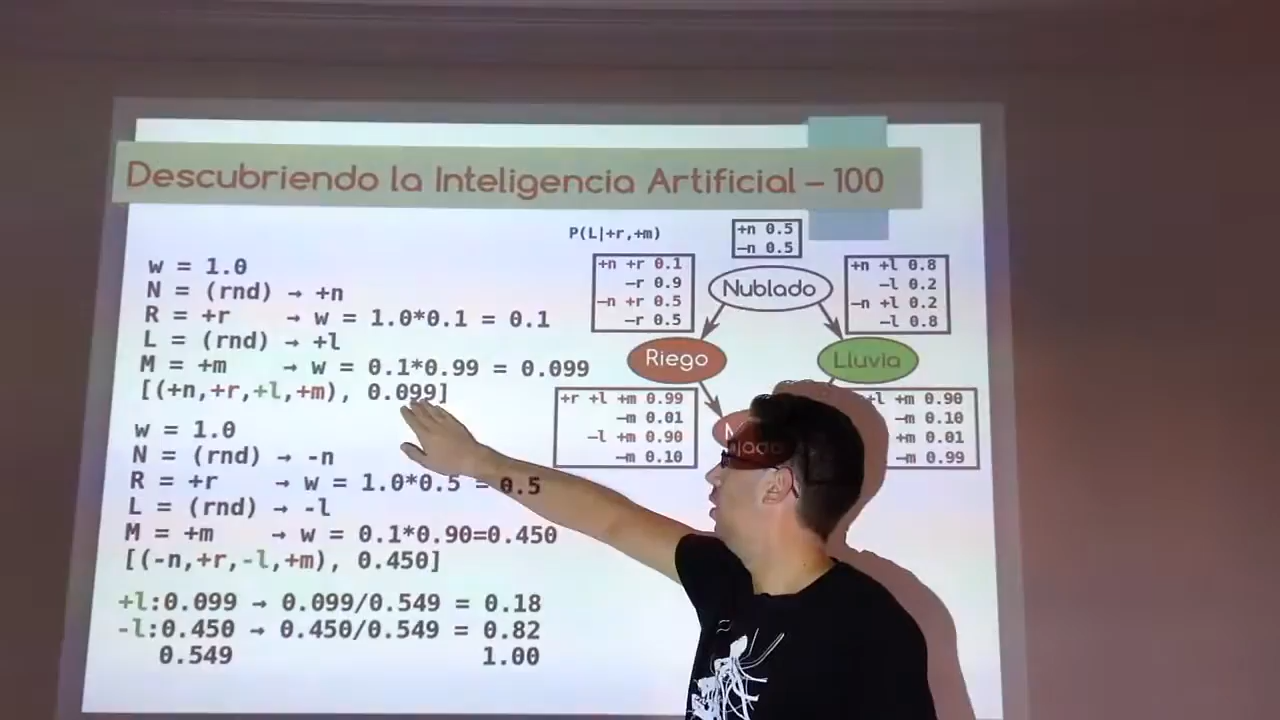 Descubriendo la Inteligencia Artificial – 100
w = 1.0
N = (rnd) → +n
R = +r → w = 1.0*0.1 = 0.1
L = (rnd) → +l
M = +m → w = 0.1*0.99 = 0.099
[(+n,+r,+l,+m), 0.099]
w = 1.0
N = (rnd) → -n
R = +r → w = 1.0*0.5 = 0.5
L = (rnd) → -l
M = +m → w = 0.1*0.90=0.450
[(-n,+r,-l,+m), 0.450]
+l:0.099 → 0.099/0.549 = 0.18
-l:0.450 → 0.450/0.549 = 0.82
0.549 1.00
P(L|+r,+m)
+n 0.5
−n 0.5
+n +r 0.1
−r 0.9
−n +r 0.5
−r 0.5
Nublado
+n +l 0.8
−l 0.2
−n +l 0.2
−l 0.8
Riego
Lluvia
+r +l +m 0.99
−m 0.01
−l +m 0.90
−m 0.10
+l +m 0.90
−m 0.10
+m 0.01
−m 0.99